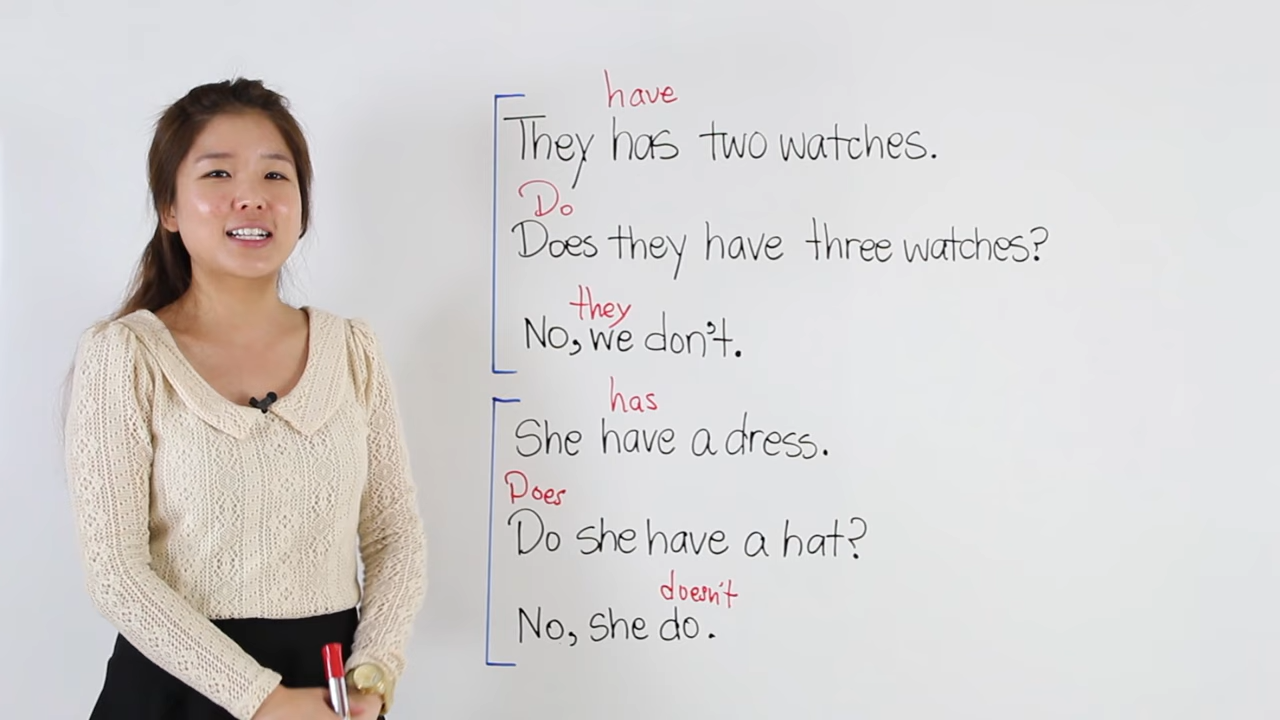 have
They has two watches.
Do
Does they have three watches?
they
No, we don't.
has
She have a dress.
Does
Do she have a hat?
doesn't
No, she do.